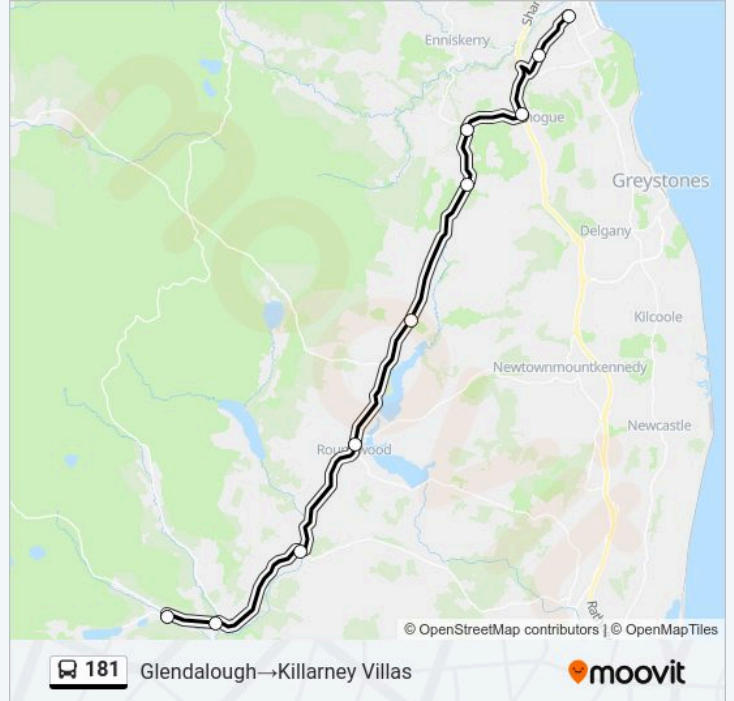 Enniskerry
Greystones
Delgany
Kilcoole
Newtownmountkennedy
Newcastle
© OpenStreetMap contributors | © OpenMapTiles
181 Glendalough→Killarney Villas
moovit